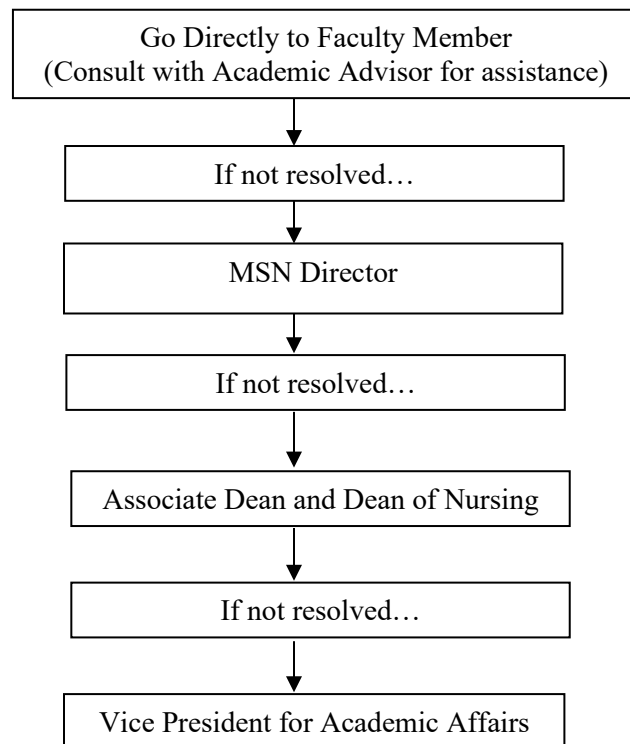 Go Directly to Faculty Member
(Consult with Academic Advisor for assistance)
If not resolved…
MSN Director
If not resolved…
Associate Dean and Dean of Nursing
If not resolved…
Vice President for Academic Affairs